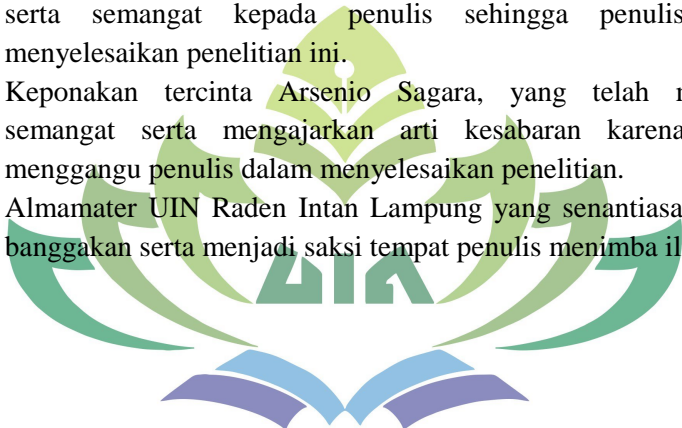 serta semangat kepada penulis sehingga penulis
menyelesaikan penelitian ini.
Keponakan tercinta Arsenio Sagara, yang telah
semangat serta mengajarkan arti kesabaran karena
menggangu penulis dalam menyelesaikan penelitian.
Almamater UIN Raden Intan Lampung yang senantiasa
banggakan serta menjadi saksi tempat penulis menimba
UIN